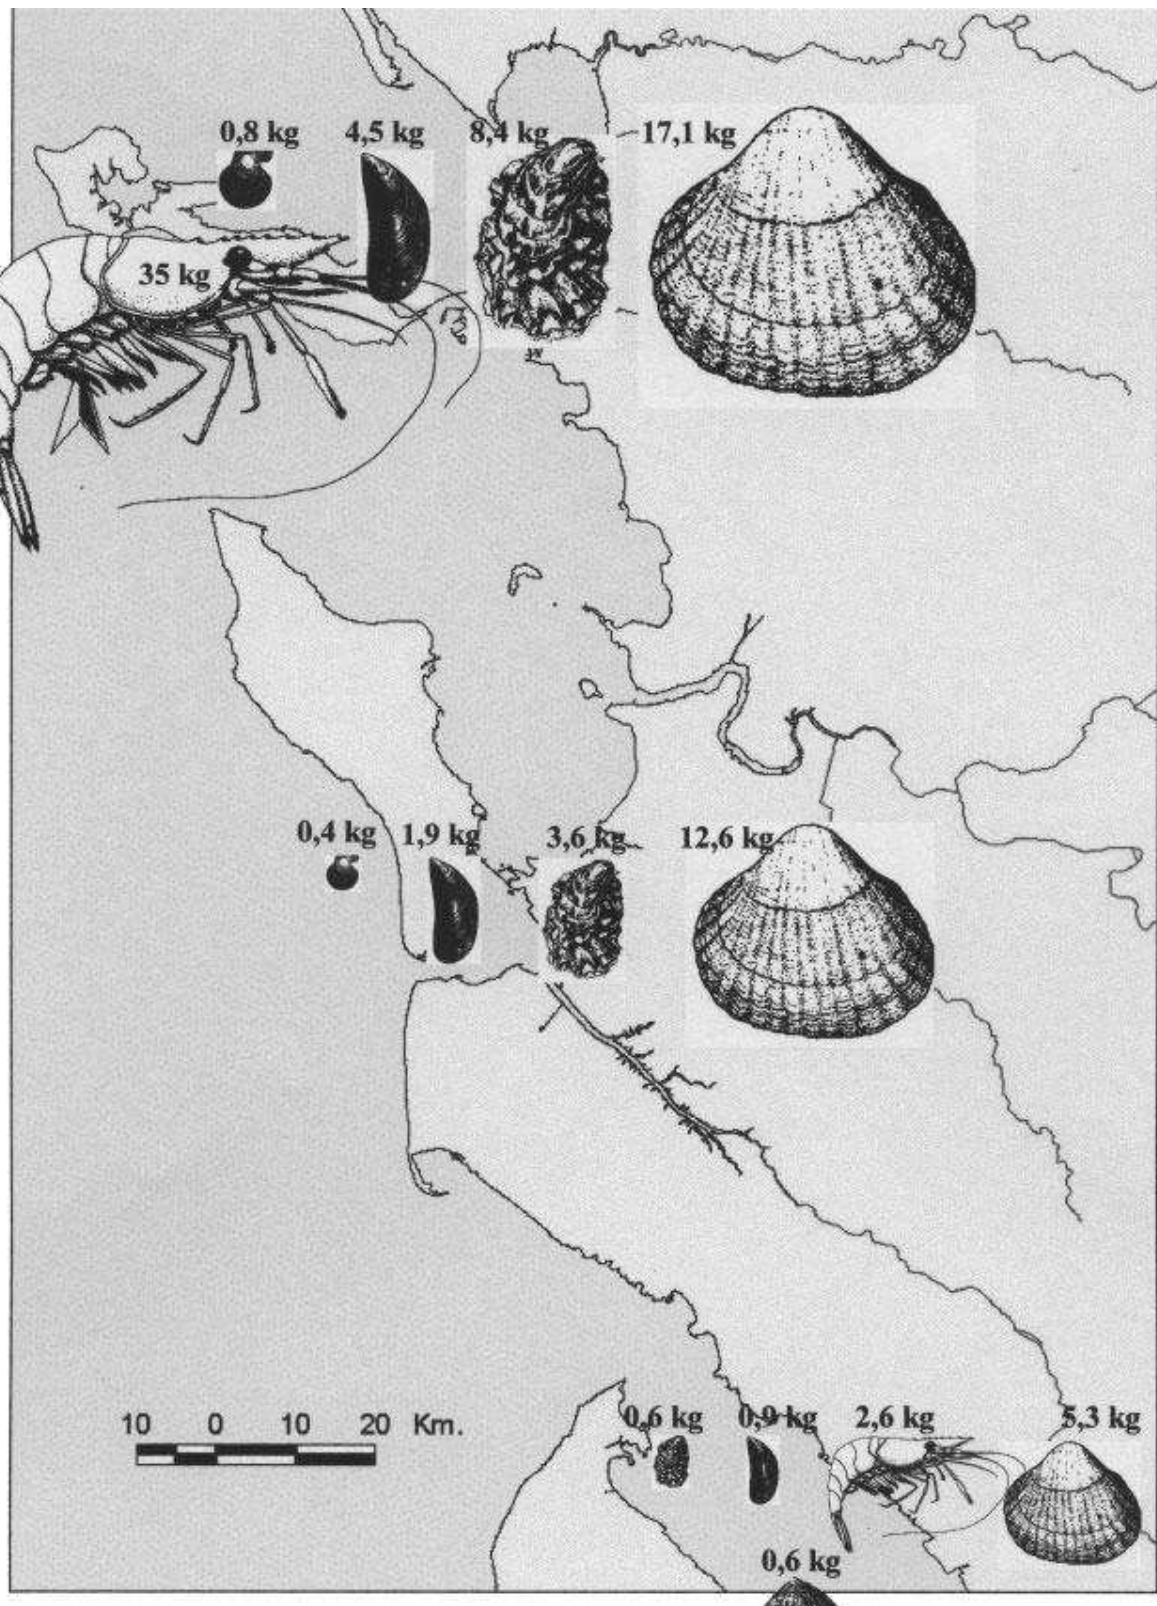 0,8 kg 4,5 kg 8,4 kg 17,1 kg
35 kg
0,4 kg 1,9 kg 3,6 kg 12,6 kg
10 0 10 20 Km.
0,6 kg 0,9 kg 2,6 kg 5,3 kg
0,6 kg